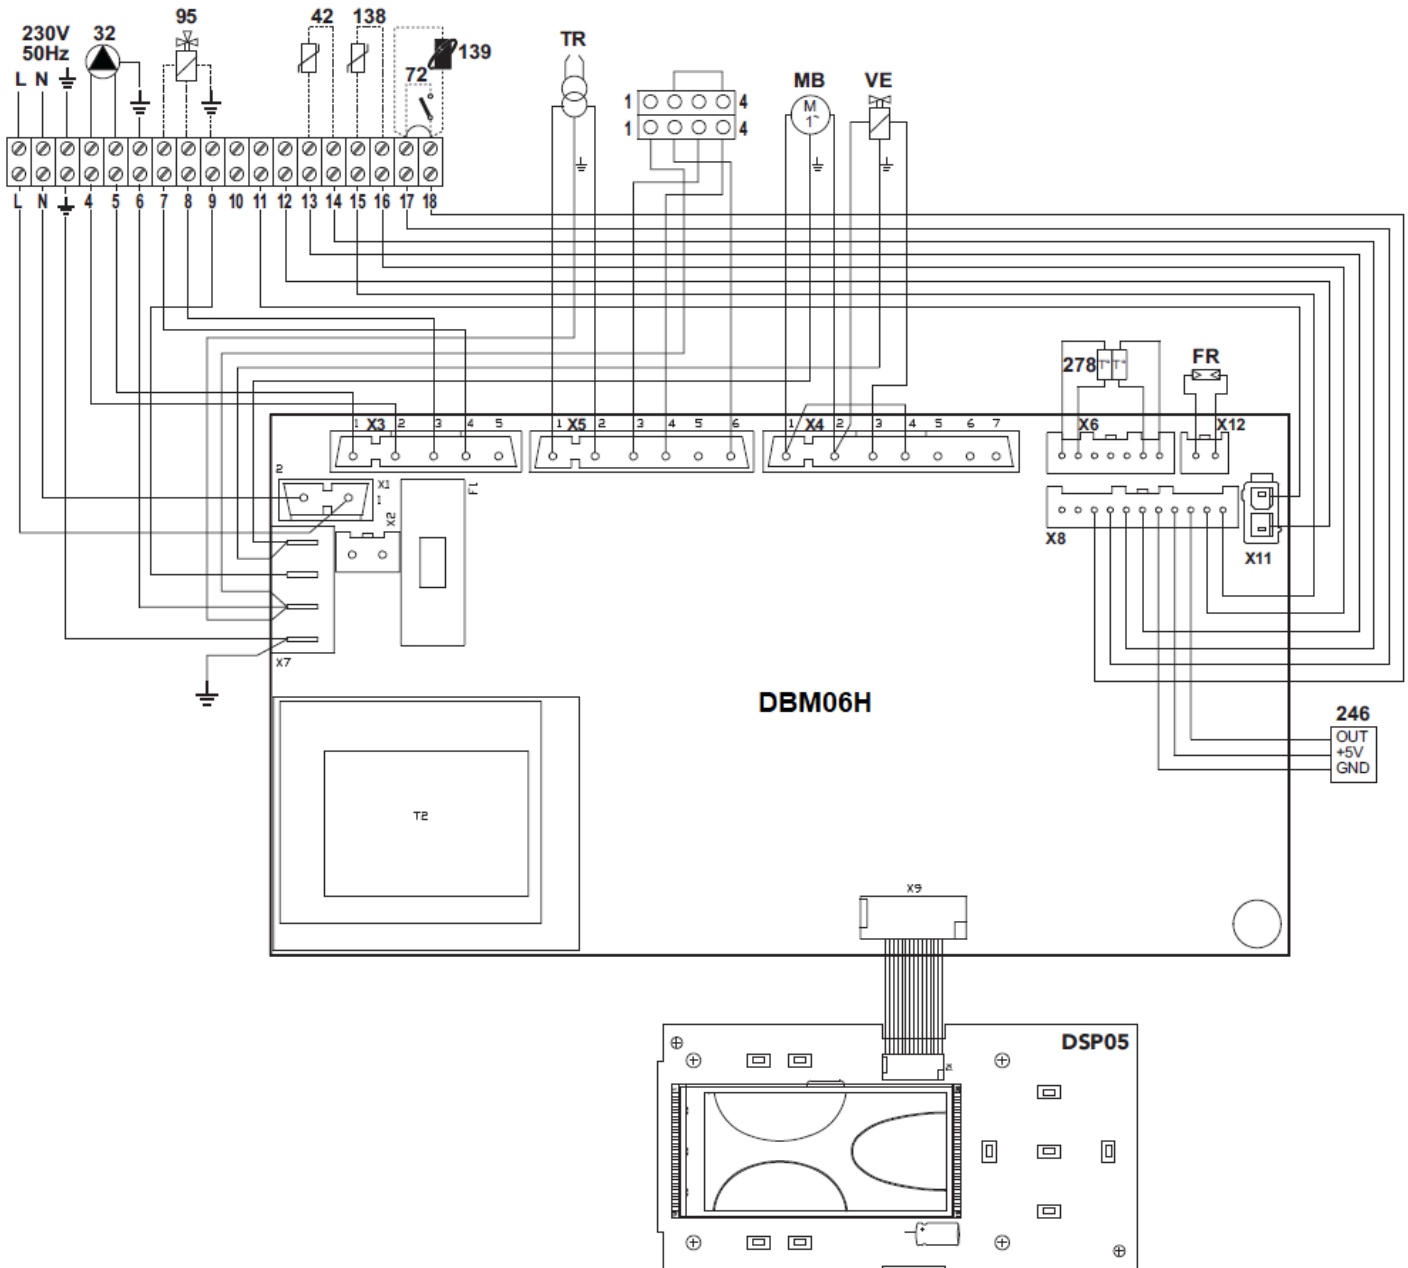 230V 50Hz
32
95
42
138
139
72
TR
MB
VE
L N
M 1~
1 4
1 4
L N 4 5 6 7 8 9 10 11 12 13 14 15 16 17 18
278
T° T°
FR
1 X3 2 3 4 5
1 X5 2 3 4 5 6
1 X4 2 3 4 5 6 7
X6
X12
2
X1
1
X2
F1
X8
X11
X7
DBM06H
246
OUT
+5V
GND
T2
X9
DSP05